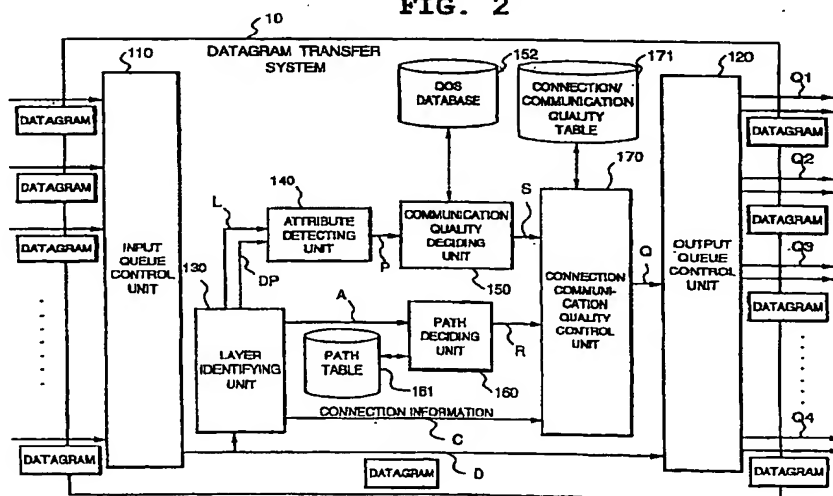 FIG. 2
10
DATAGRAM TRANSFER
SYSTEM
110
INPUT
QUEUE
CONTROL
UNIT
DATAGRAM
DATAGRAM
DATAGRAM
DATAGRAM
152
QOS
DATABASE
171
CONNECTION/
COMMUNICATION
QUALITY
TABLE
120
OUTPUT
QUEUE
CONTROL
UNIT
140
ATTRIBUTE
DETECTING
UNIT
L
DP
P
COMMUNICATION
QUALITY
DECIDING
UNIT
150
S
170
CONNECTION
COMMUNI-
CATION
QUALITY
CONTROL
UNIT
Q
130
LAYER
IDENTIFYING
UNIT
A
PATH
TABLE
161
PATH
DECIDING
UNIT
160
R
CONNECTION INFORMATION
C
D
DATAGRAM
Q1
DATAGRAM
Q2
DATAGRAM
Q3
DATAGRAM
Q4
DATAGRAM